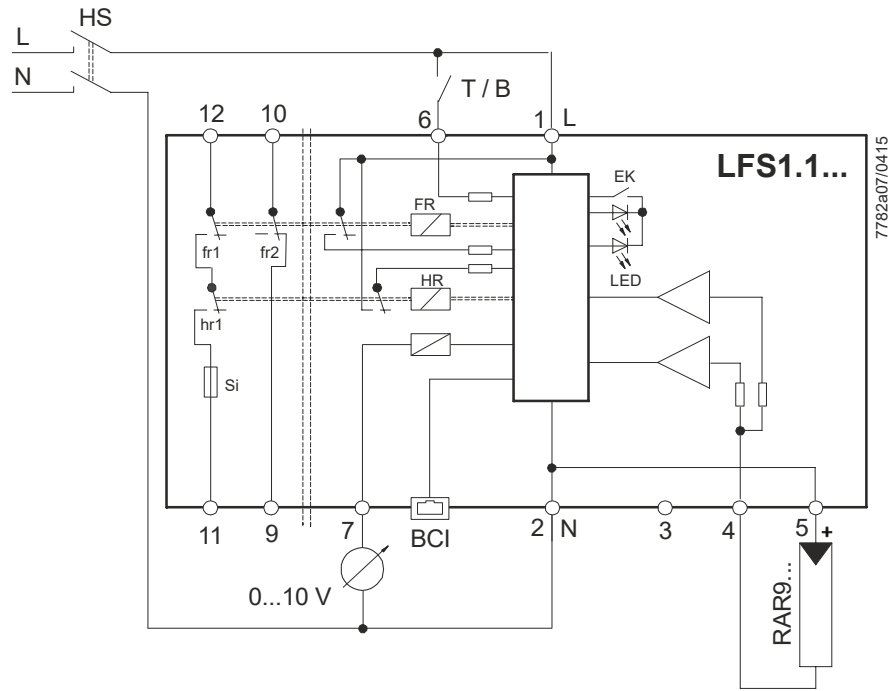 HS
L
N
T / B
12
10
6
1
L
LFS1.1...
7782a07/0415
EK
FR
fr1
fr2
LED
HR
hr1
Si
11
9
7
BCI
2
N
3
4
5
+
0...10 V
RAR9...